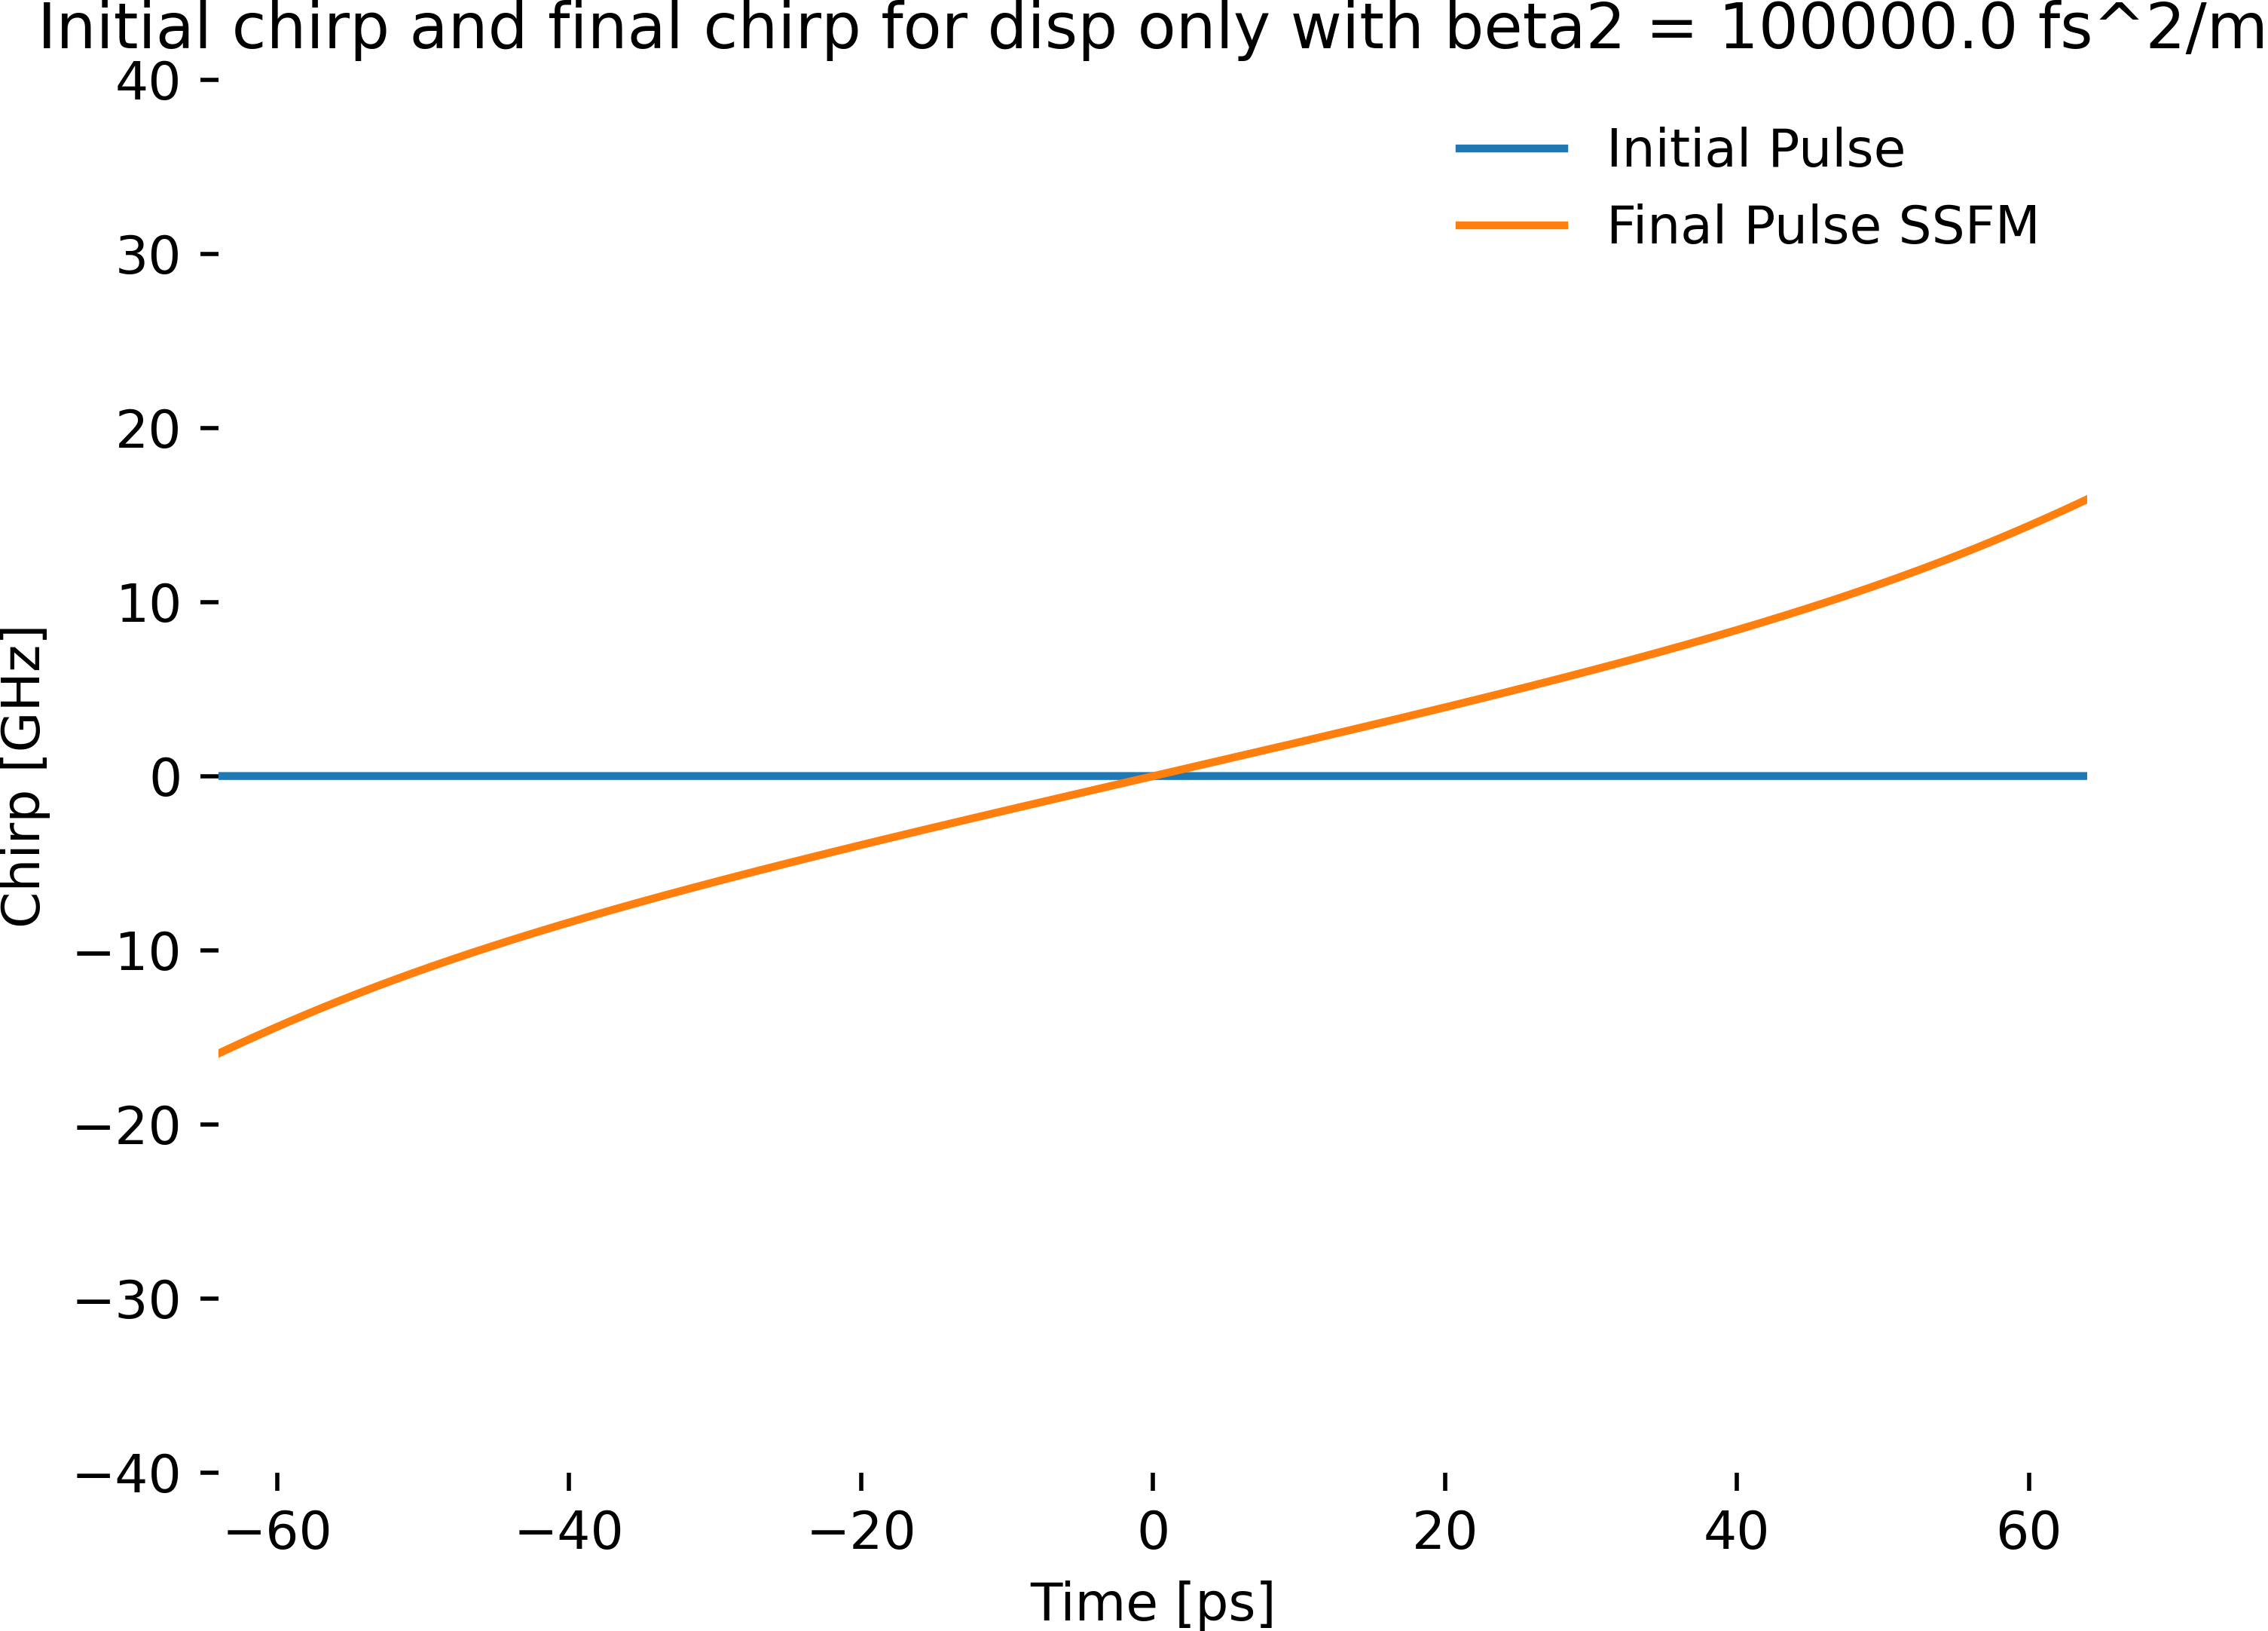 Initial chirp and final chirp for disp only with beta2 = 100000.0 fs^2/m
40
30
20
10
0
−10
−20
−30
−40
Chirp [GHz]
Initial Pulse
Final Pulse SSFM
−60 −40 −20 0 20 40 60
Time [ps]